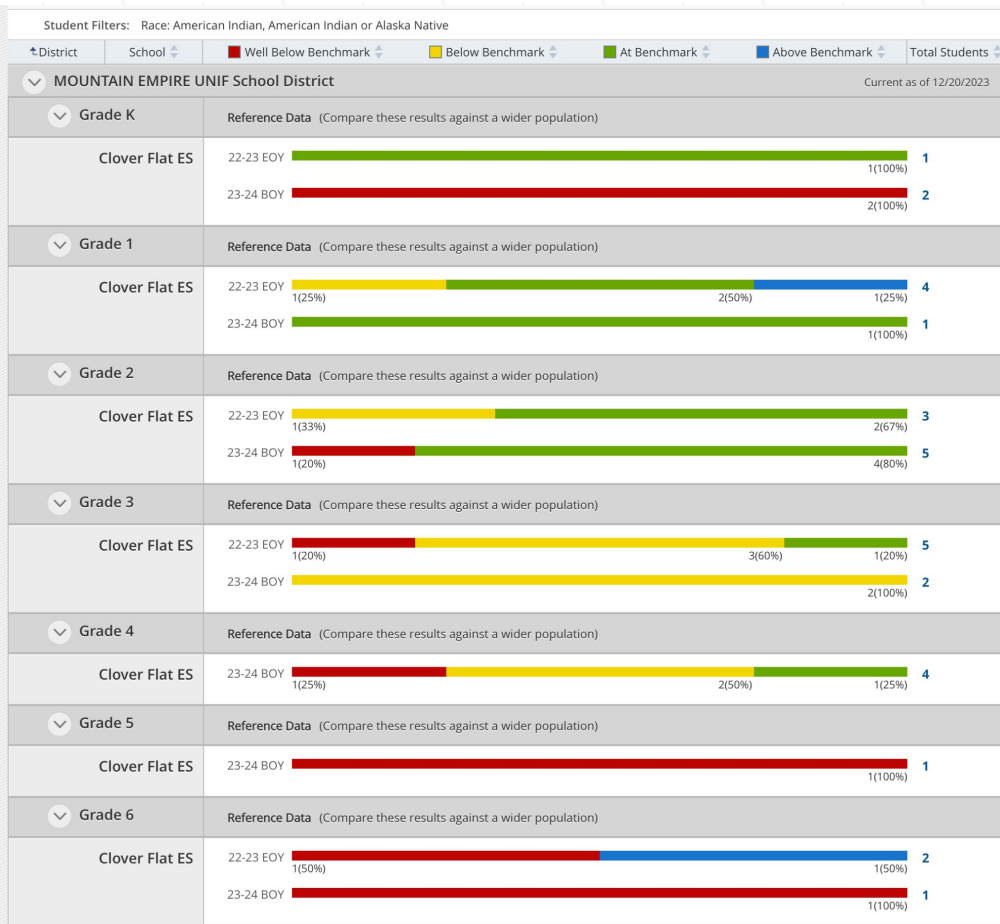 Student Filters: Race: American Indian, American Indian or Alaska Native
District School Well Below Benchmark Below Benchmark At Benchmark Above Benchmark Total Students
MOUNTAIN EMPIRE UNIF School District Current as of 12/20/2023
Grade K Reference Data (Compare these results against a wider population)
Clover Flat ES 22-23 EOY 1
1(100%)
23-24 BOY 2
2(100%)
Grade 1 Reference Data (Compare these results against a wider population)
Clover Flat ES 22-23 EOY 4
1(25%) 2(50%) 1(25%)
23-24 BOY 1
1(100%)
Grade 2 Reference Data (Compare these results against a wider population)
Clover Flat ES 22-23 EOY 3
1(33%) 2(67%)
23-24 BOY 5
1(20%) 4(80%)
Grade 3 Reference Data (Compare these results against a wider population)
Clover Flat ES 22-23 EOY 5
1(20%) 3(60%) 1(20%)
23-24 BOY 2
2(100%)
Grade 4 Reference Data (Compare these results against a wider population)
Clover Flat ES 23-24 BOY 4
1(25%) 2(50%) 1(25%)
Grade 5 Reference Data (Compare these results against a wider population)
Clover Flat ES 23-24 BOY 1
1(100%)
Grade 6 Reference Data (Compare these results against a wider population)
Clover Flat ES 22-23 EOY 2
1(50%) 1(50%)
23-24 BOY 1
1(100%)